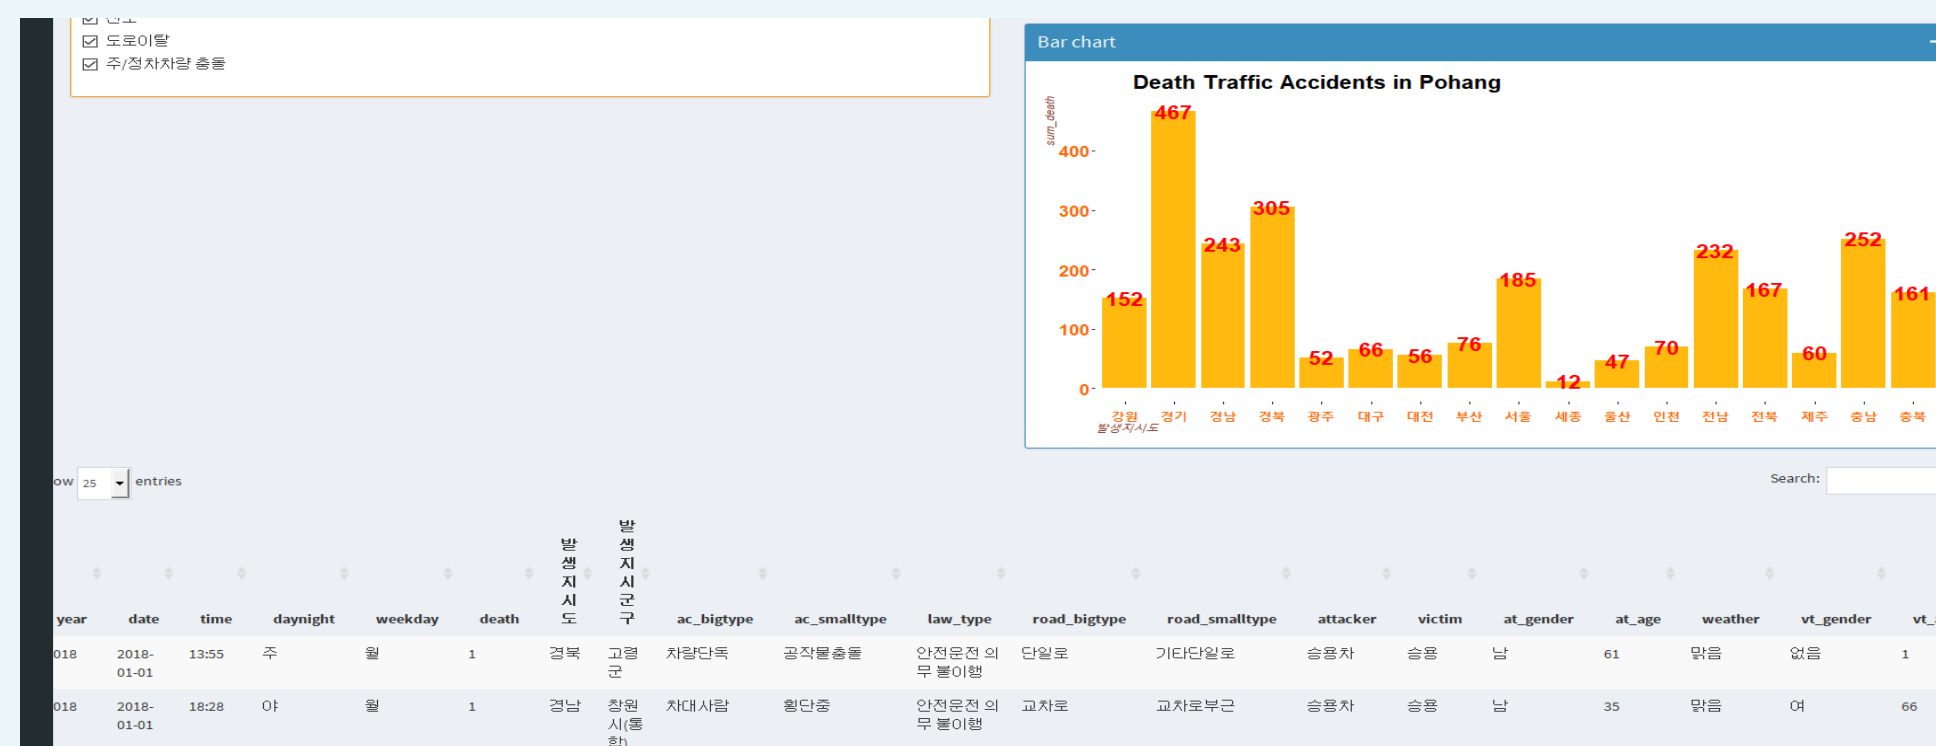 도로이탈
주/정차차량 충돌
Bar chart
Death Traffic Accidents in Pohang
sum_death
400
300
200
100
0
152
467
243
305
52
66
56
76
185
12
47
70
232
167
60
252
161
강원 경기 경남 경북 광주 대구 대전 부산 서울 세종 울산 인천 전남 전북 제주 충남 충북
발생지시도
ow 25 entries
Search:
year date time daynight weekday death 발생지시도 발생지시군구 ac_bigtype ac_smalltype law_type road_bigtype road_smalltype attacker victim at_gender at_age weather vt_gender
018 2018-01-01 13:55 주 월 1 경북 고령군 차량단독 공작물충돌 안전운전 의무 불이행 단일로 기타단일로 승용차 승용 남 61 맑음 없음 1
018 2018-01-01 18:28 야 월 1 경남 창원시(통합) 차대사람 횡단중 안전운전 의무 불이행 교차로 교차로부근 승용차 승용 남 35 맑음 여 66